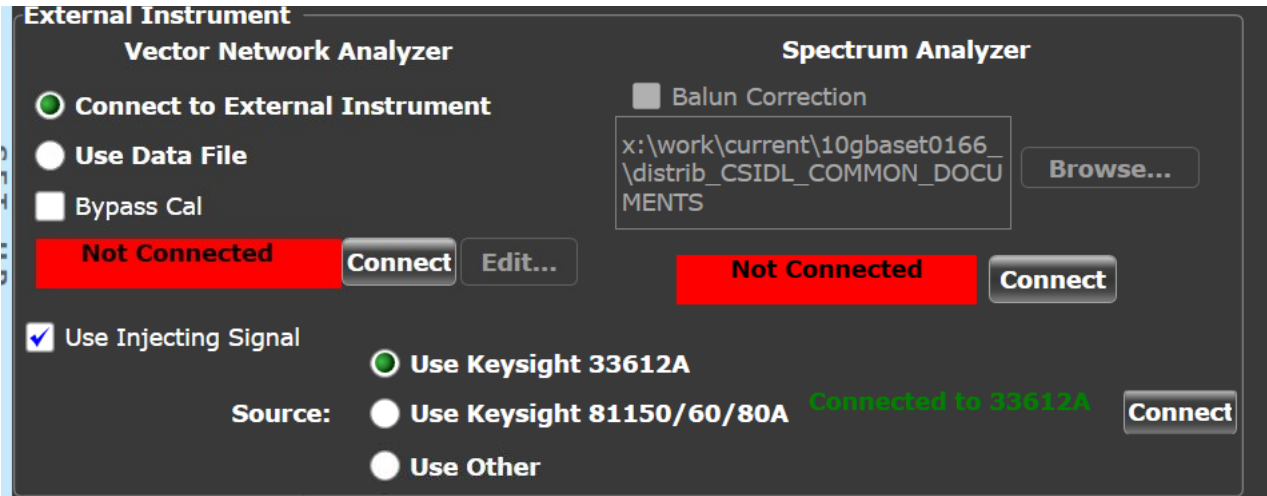 External Instrument
Vector Network Analyzer
Connect to External Instrument
Use Data File
Bypass Cal
Not Connected
Connect
Edit...
Spectrum Analyzer
Balun Correction
x:\work\current\10gbaset0166_
\distrib_CSIDL_COMMON_DOCU
MENTS
Browse...
Not Connected
Connect
Use Injecting Signal
Source:
Use Keysight 33612A
Use Keysight 81150/60/80A
Use Other
Connected to 33612A
Connect